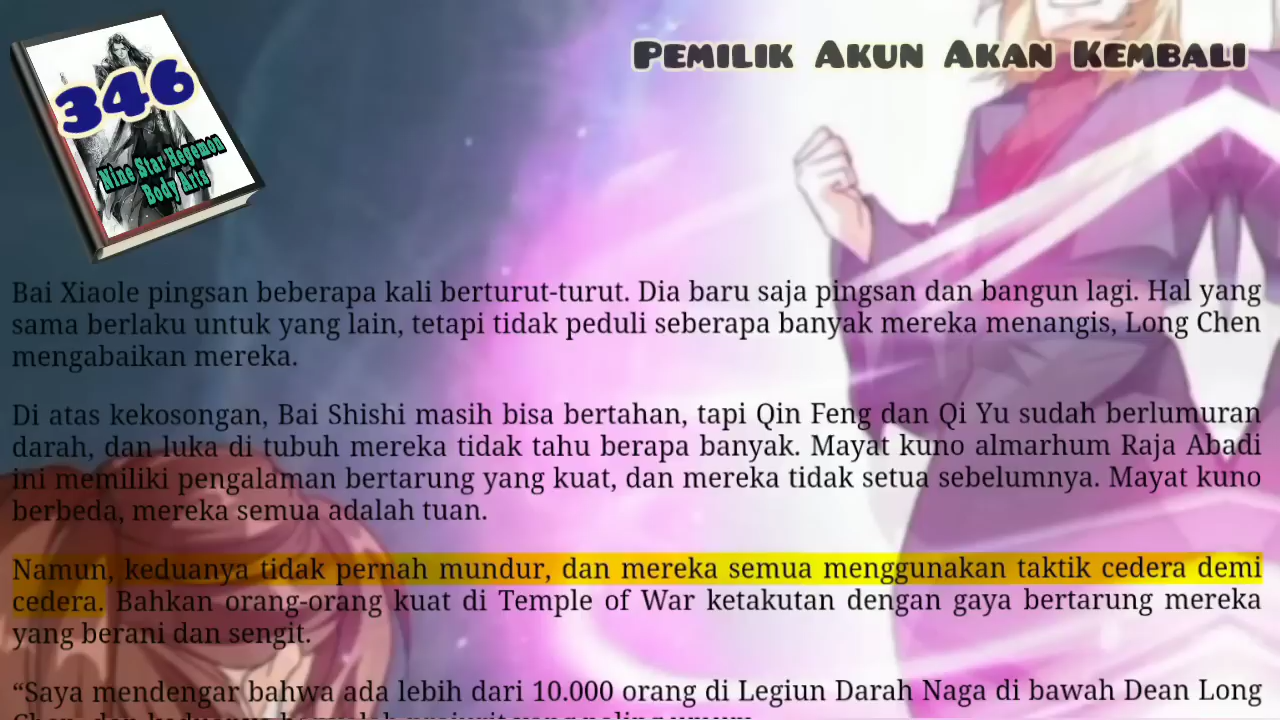 346
Nine Star Hegemon
Body Arts
Pemilik Akun Akan Kembali
Bai Xiaole pingsan beberapa kali berturut-turut. Dia baru saja pingsan dan bangun lagi. Hal yang
sama berlaku untuk yang lain, tetapi tidak peduli seberapa banyak mereka menangis, Long Chen
mengabaikan mereka.
Di atas kekosongan, Bai Shishi masih bisa bertahan, tapi Qin Feng dan Qi Yu sudah berlumuran
darah, dan luka di tubuh mereka tidak tahu berapa banyak. Mayat kuno almarhum Raja Abadi
ini memiliki pengalaman bertarung yang kuat, dan mereka tidak setua sebelumnya. Mayat kuno
berbeda, mereka semua adalah tuan.
Namun, keduanya tidak pernah mundur, dan mereka semua menggunakan taktik cedera demi
cedera. Bahkan orang-orang kuat di Temple of War ketakutan dengan gaya bertarung mereka
yang berani dan sengit.
“Saya mendengar bahwa ada lebih dari 10.000 orang di Legiun Darah Naga di bawah Dean Long